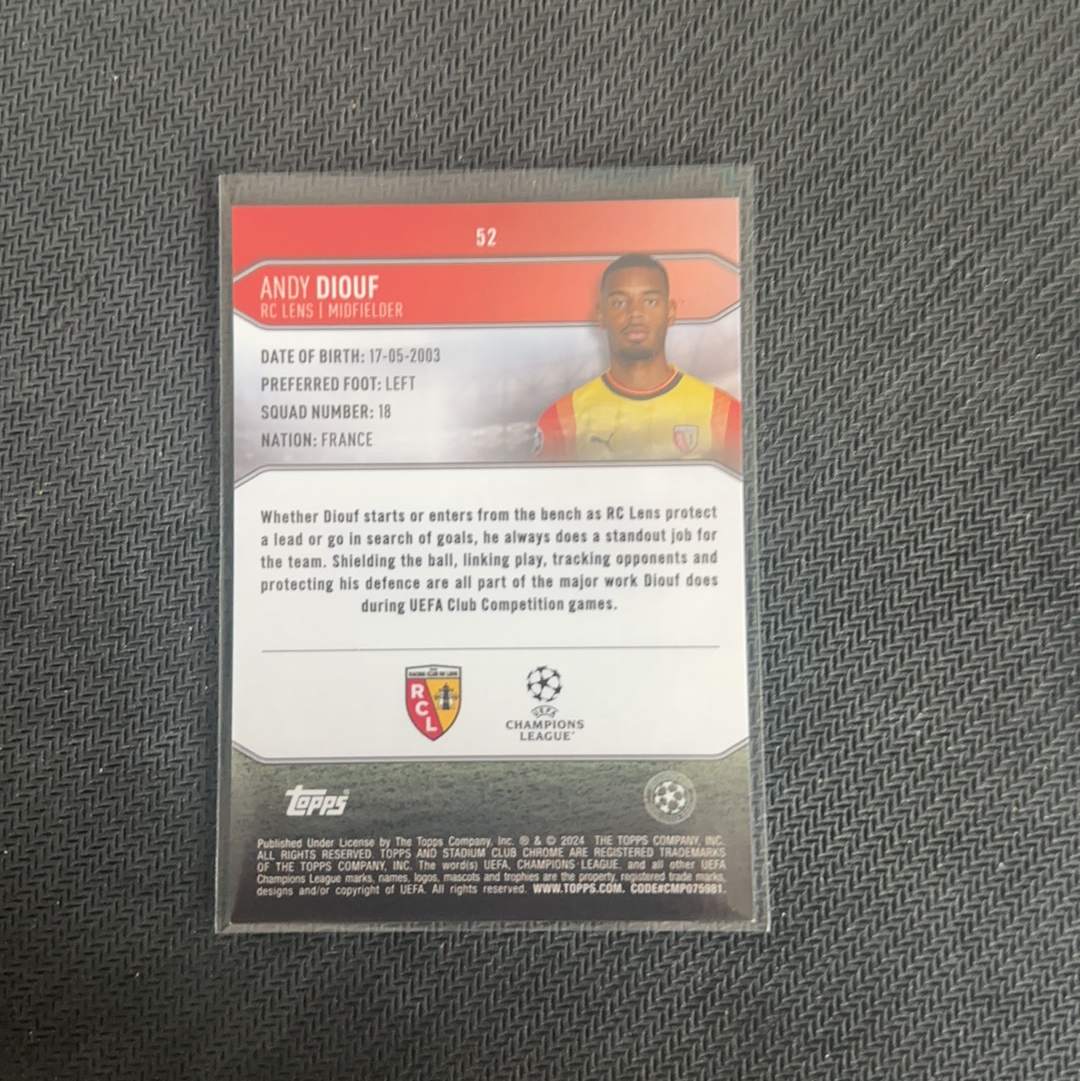 52
ANDY DIOUF
RC LENS | MIDFIELDER
DATE OF BIRTH: 17-05-2003
PREFERRED FOOT: LEFT
SQUAD NUMBER: 18
NATION: FRANCE
Whether Diouf starts or enters from the bench as RC Lens protect
a lead or go in search of goals, he always does a standout job for
the team. Shielding the ball, linking play, tracking opponents and
protecting his defence are all part of the major work Diouf does
during UEFA Club Competition games.
RACING CLUB DE LENS
RCL
UEFA
CHAMPIONS
LEAGUE
Topps®
Published Under License by The Topps Company, Inc. ® & © 2024 THE TOPPS COMPANY, INC.
ALL RIGHTS RESERVED. TOPPS AND STADIUM CLUB CHROME ARE REGISTERED TRADEMARKS
OF THE TOPPS COMPANY, INC. The word(s) UEFA, CHAMPIONS LEAGUE, and all other UEFA
Champions League marks, names, logos, mascots and trophies are the property, registered trade marks,
designs and/or copyright of UEFA. All rights reserved. WWW.TOPPS.COM. CODE#CMP075981.